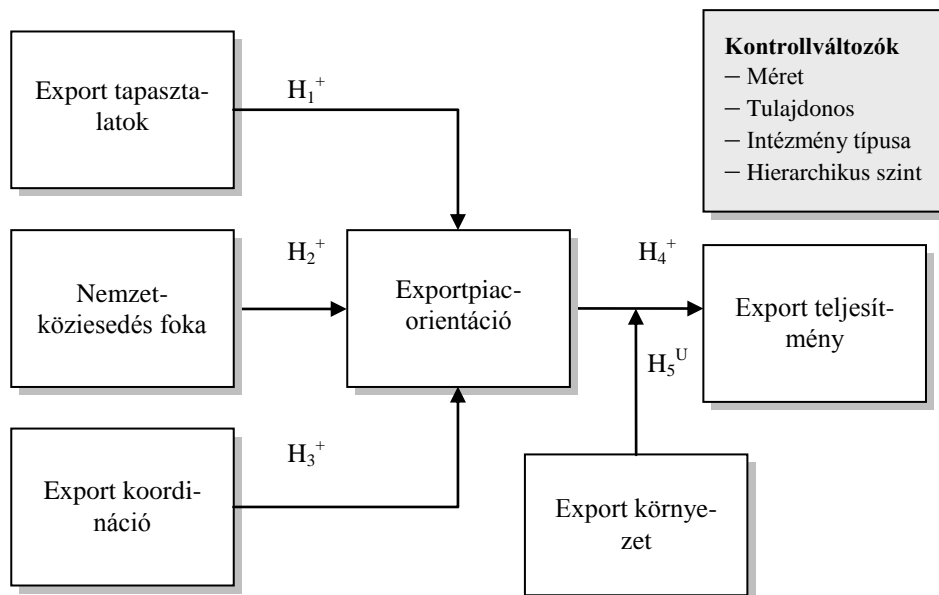 Export tapaszta-
latok
H₁⁺
Kontrollváltozók
– Méret
– Tulajdonos
– Intézmény típusa
– Hierarchikus szint
Nemzet-
köziesedés foka
H₂⁺
Exportpiac-
orientáció
H₄⁺
Export teljesít-
mény
H₅ᵁ
Export koordi-
náció
H₃⁺
Export környe-
zet